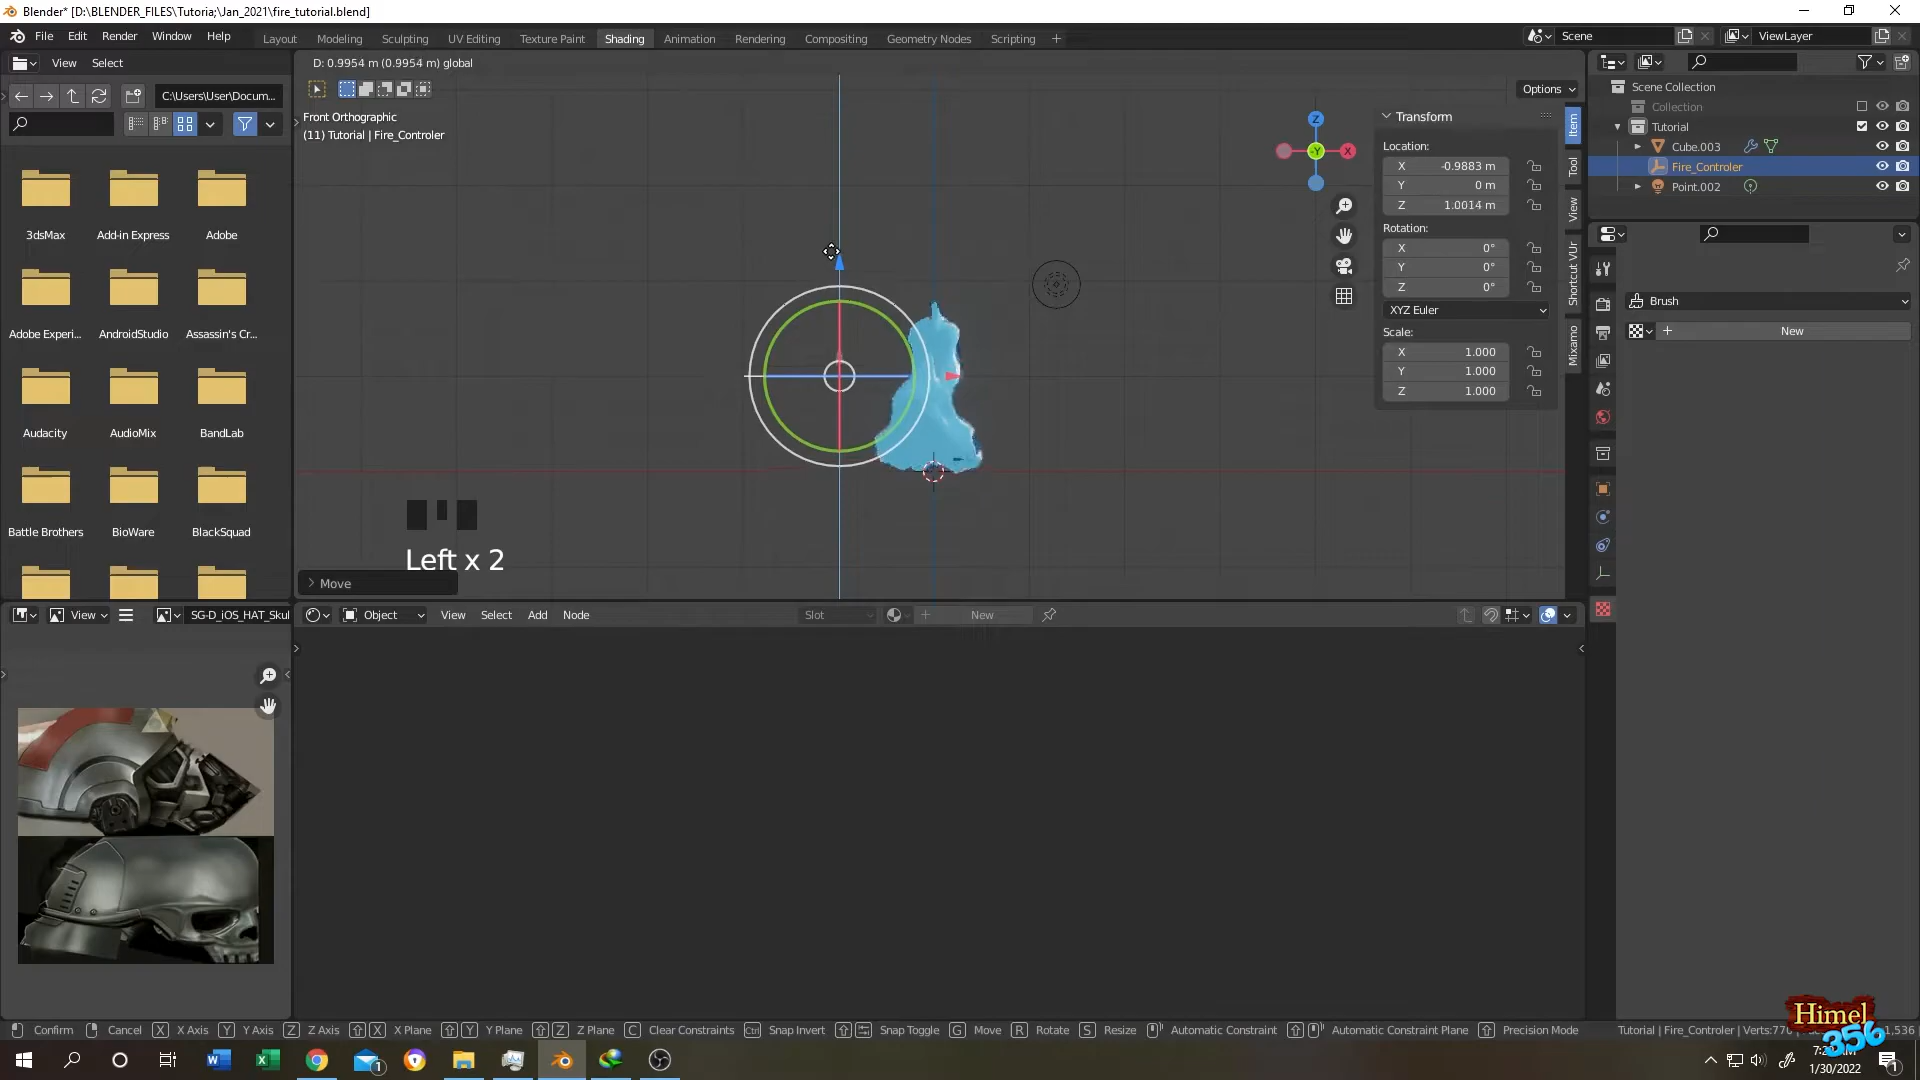 Blender* [D:\BLENDER_FILES\Tutoria;\Jan_2021\fire_tutorial.blend]
File Edit Render Window Help
Layout Modeling Sculpting UV Editing Texture Paint Shading Animation Rendering Compositing Geometry Nodes Scripting
Scene ViewLayer
View Select
D: 0.9954 m (0.9954 m) global
C:\Users\User\Docum...
Options
Front Orthographic
(11) Tutorial | Fire_Controler
Scene Collection
Collection
Tutorial
Cube.003
Fire_Controler
Point.002
Transform
Location:
X -0.9883 m
Y 0 m
Z 1.0014 m
Rotation:
X 0°
Y 0°
Z 0°
XYZ Euler
Scale:
X 1.000
Y 1.000
Z 1.000
Item
Tool
View
Shortcut VUr
Mixamo
Z
-Y
X
Brush
New
3dsMax Add-in Express Adobe
Adobe Experi... AndroidStudio Assassin's Cr...
Audacity AudioMix BandLab
Battle Brothers BioWare BlackSquad
Left x 2
Move
View SG-D_iOS_HAT_Skul
Object View Select Add Node Slot New
Confirm Cancel X X Axis Y Y Axis Z Z Axis X X Plane Y Y Plane Z Z Plane C Clear Constraints Ctrl Snap Invert Snap Toggle G Move R Rotate S Resize Automatic Constraint Automatic Constraint Plane Precision Mode Tutorial | Fire_Controler | Verts:770 1,536
Himel
356
1/30/2022